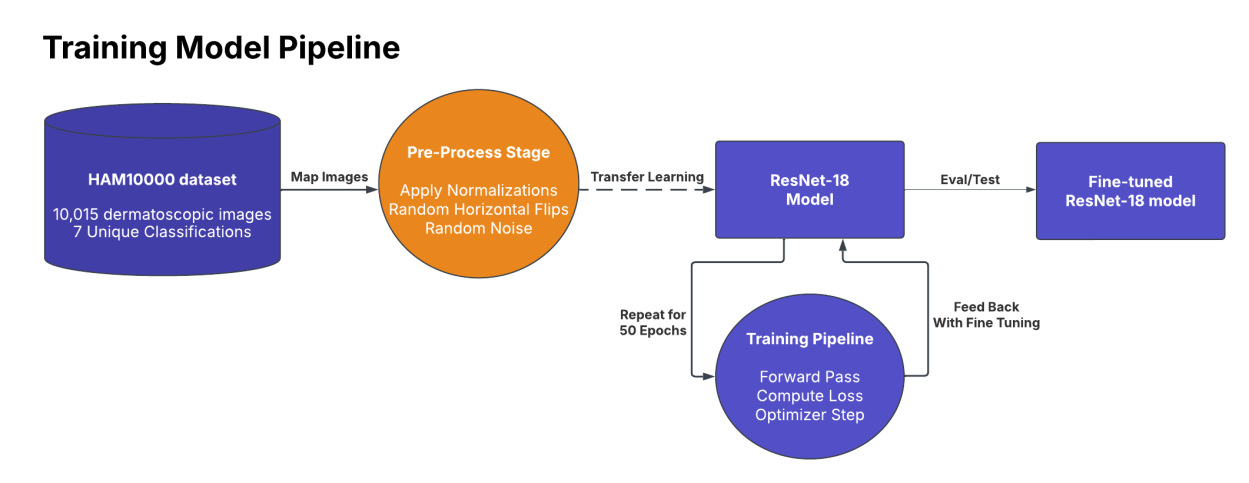 Training Model Pipeline
HAM10000 dataset
10,015 dermatoscopic images
7 Unique Classifications
Map Images
Pre-Process Stage
Apply Normalizations
Random Horizontal Flips
Random Noise
Transfer Learning
ResNet-18
Model
Eval/Test
Fine-tuned
ResNet-18 model
Repeat for
50 Epochs
Training Pipeline
Forward Pass
Compute Loss
Optimizer Step
Feed Back
With Fine Tuning